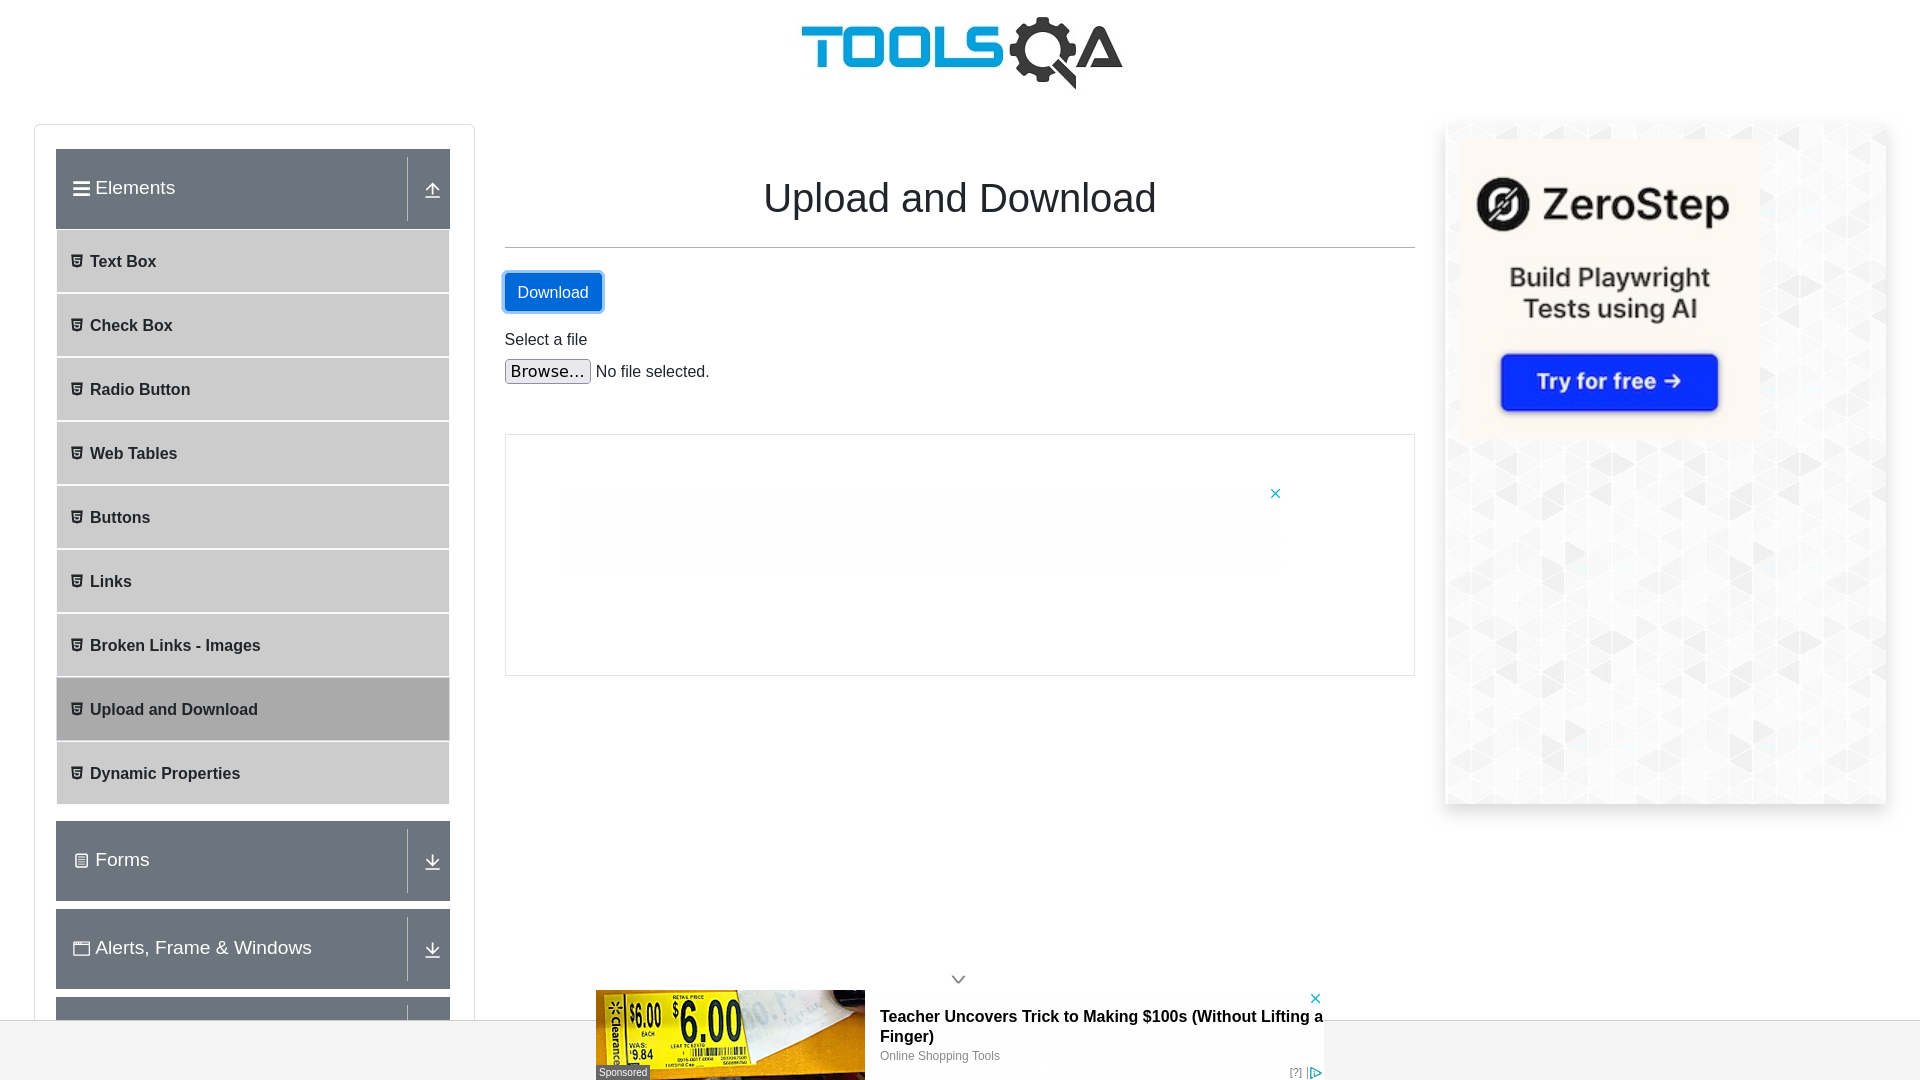 TOOLSQA
Elements
Text Box
Check Box
Radio Button
Web Tables
Buttons
Links
Broken Links - Images
Upload and Download
Dynamic Properties
Forms
Alerts, Frame & Windows
Upload and Download
Download
Select a file
Browse... No file selected.
ZeroStep
Build Playwright
Tests using AI
Try for free →
Clearance
RETAIL PRICE
$6.00
$6.00
EACH
WAS:
$9.84
Sponsored
Teacher Uncovers Trick to Making $100s (Without Lifting a
Finger)
Online Shopping Tools
[?]